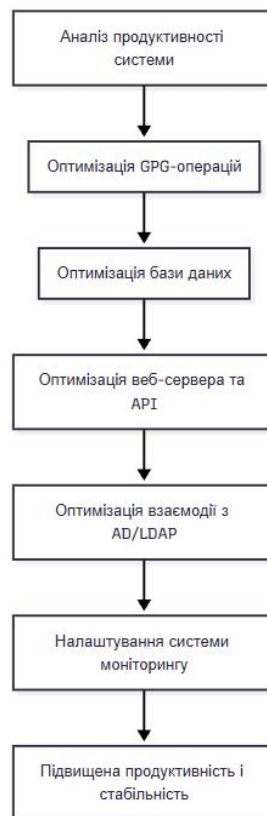 Аналіз продуктивності
системи
Оптимізація GPG-операцій
Оптимізація бази даних
Оптимізація веб-сервера та
API
Оптимізація взаємодії з
AD/LDAP
Налаштування системи
моніторингу
Підвищена продуктивність і
стабільність